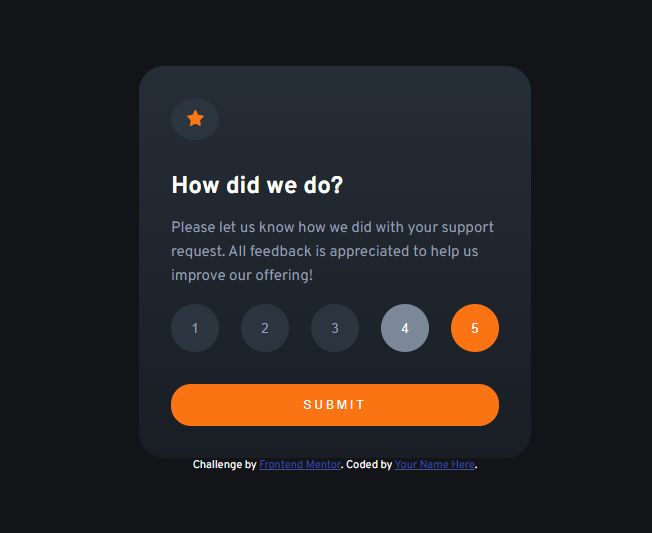 How did we do?
Please let us know how we did with your support
request. All feedback is appreciated to help us
improve our offering!
1 2 3 4 5
SUBMIT
Challenge by Frontend Mentor. Coded by Your Name Here.